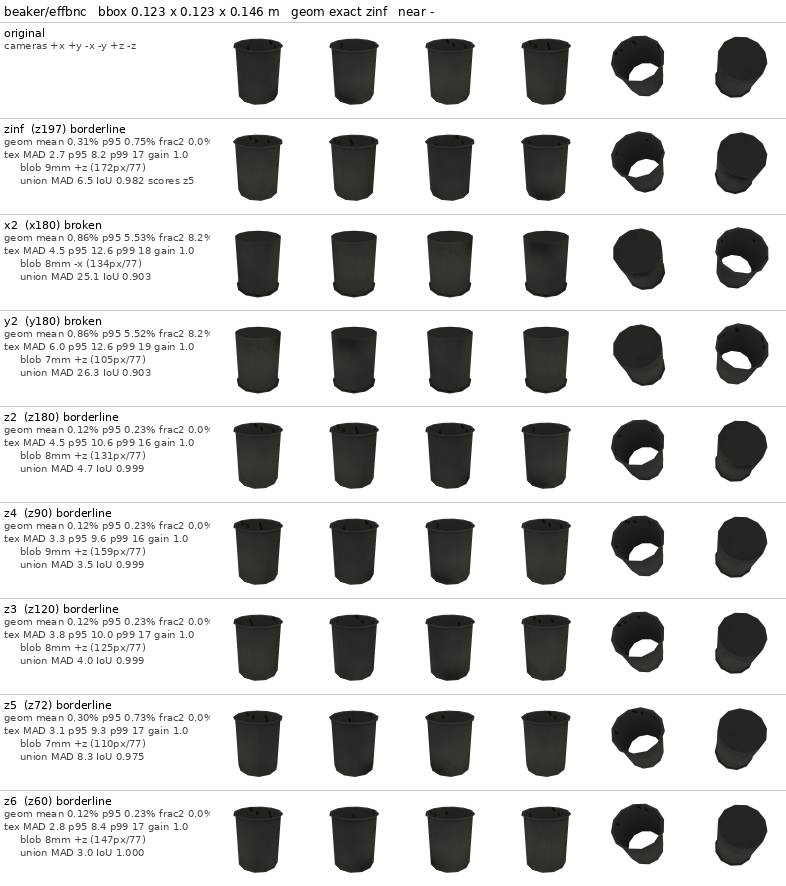 beaker/effbnc   bbox 0.123 x 0.123 x 0.146 m   geom exact zinf   near -
original
cameras +x +y -x -y +z -z
zinf  (z197) borderline
geom mean 0.31% p95 0.75% frac2 0.0%
tex MAD 2.7 p95 8.2 p99 17 gain 1.0
blob 9mm +z (172px/77)
union MAD 6.5 IoU 0.982 scores z5
x2  (x180) broken
geom mean 0.86% p95 5.53% frac2 8.2%
tex MAD 4.5 p95 12.6 p99 18 gain 1.0
blob 8mm -x (134px/77)
union MAD 25.1 IoU 0.903
y2  (y180) broken
geom mean 0.86% p95 5.52% frac2 8.2%
tex MAD 6.0 p95 12.6 p99 19 gain 1.0
blob 7mm +z (105px/77)
union MAD 26.3 IoU 0.903
z2  (z180) borderline
geom mean 0.12% p95 0.23% frac2 0.0%
tex MAD 4.5 p95 10.6 p99 16 gain 1.0
blob 8mm +z (131px/77)
union MAD 4.7 IoU 0.999
z4  (z90) borderline
geom mean 0.12% p95 0.23% frac2 0.0%
tex MAD 3.3 p95 9.6 p99 16 gain 1.0
blob 9mm +z (159px/77)
union MAD 3.5 IoU 0.999
z3  (z120) borderline
geom mean 0.12% p95 0.23% frac2 0.0%
tex MAD 3.8 p95 10.0 p99 17 gain 1.0
blob 8mm +z (125px/77)
union MAD 4.0 IoU 0.999
z5  (z72) borderline
geom mean 0.30% p95 0.73% frac2 0.0%
tex MAD 3.1 p95 9.3 p99 17 gain 1.0
blob 7mm +z (110px/77)
union MAD 8.3 IoU 0.975
z6  (z60) borderline
geom mean 0.12% p95 0.23% frac2 0.0%
tex MAD 2.8 p95 8.4 p99 17 gain 1.0
blob 8mm +z (147px/77)
union MAD 3.0 IoU 1.000